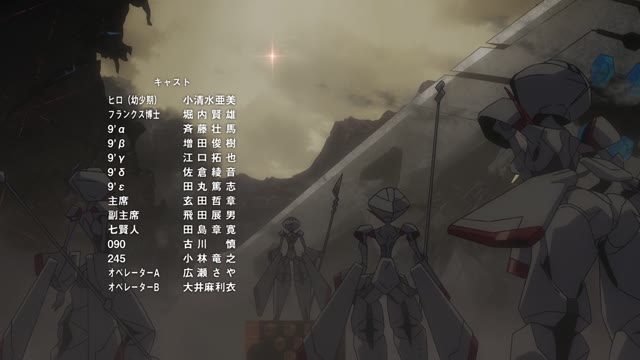 キャスト
ヒロ（幼少期） 小清水亜美
フランクス博士 堀内賢雄
9'α 斉藤壮馬
9'β 増田俊樹
9'γ 江口拓也
9'δ 佐倉綾音
9'ε 田丸篤志
主席 玄田哲章
副主席 飛田展男
七賢人 田島章寛
090 古川 慎
245 小林竜之
オペレーターA 広瀬さや
オペレーターB 大井麻利衣